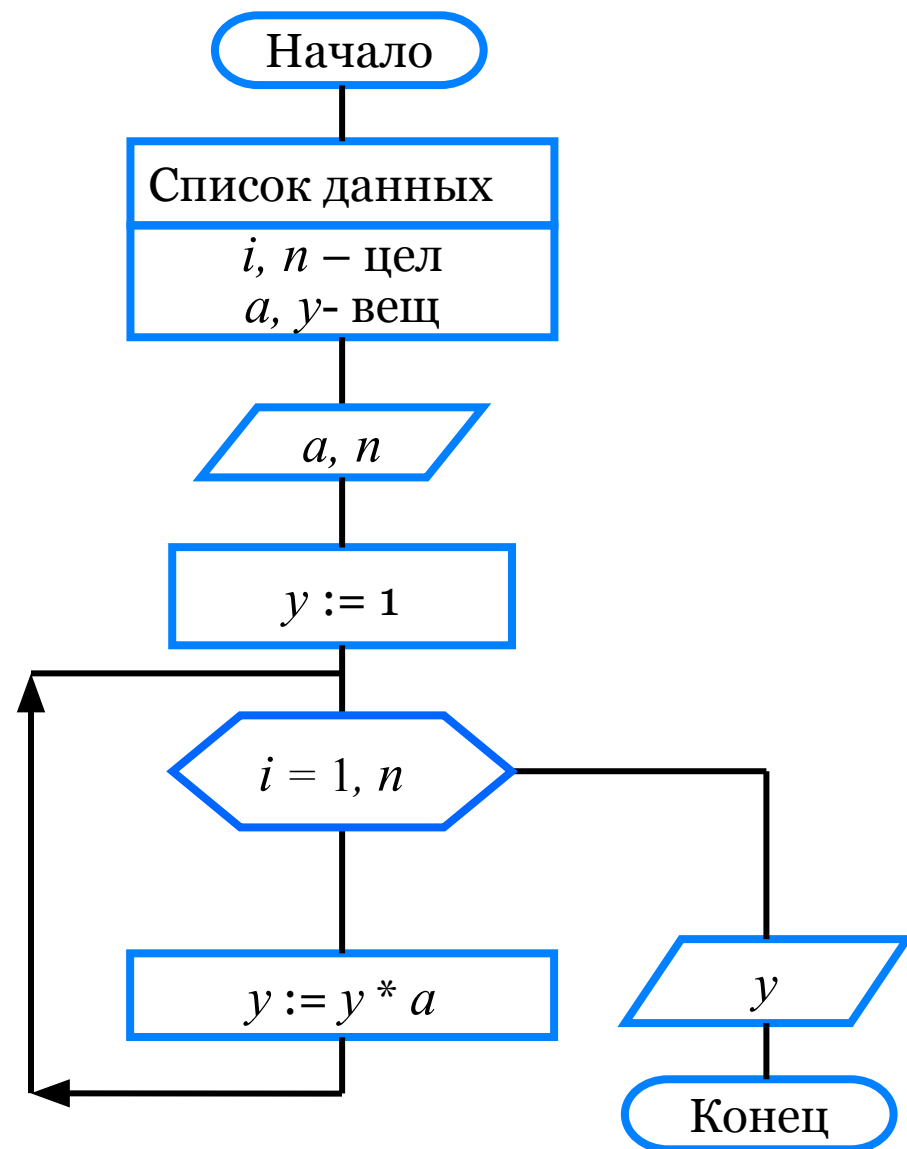 Начало
Список данных
i, n – цел
a, y- вещ
a, n
y := 1
i = 1, n
y := y * a
y
Конец